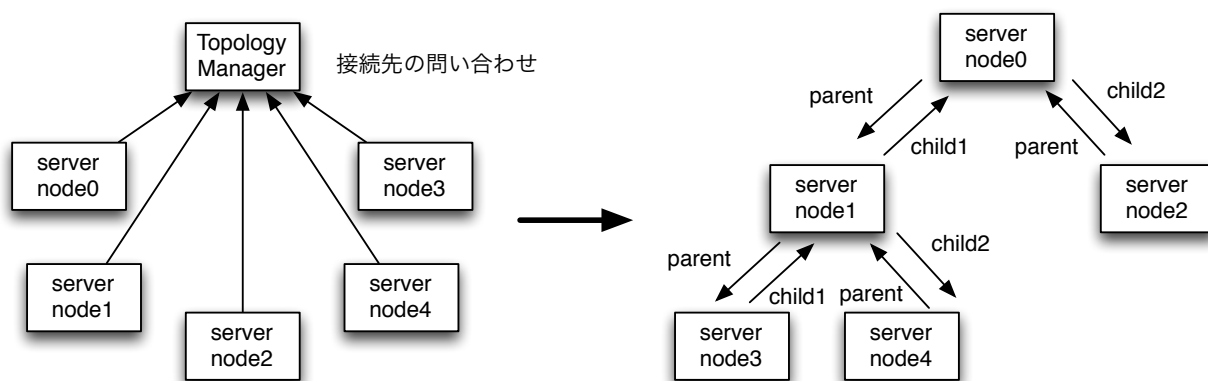 Topology
Manager
接続先の問い合わせ
server
node0
server
node3
server
node1
server
node4
server
node2
server
node0
parent
child2
child1
parent
server
node1
server
node2
parent
child2
child1
parent
server
node3
server
node4